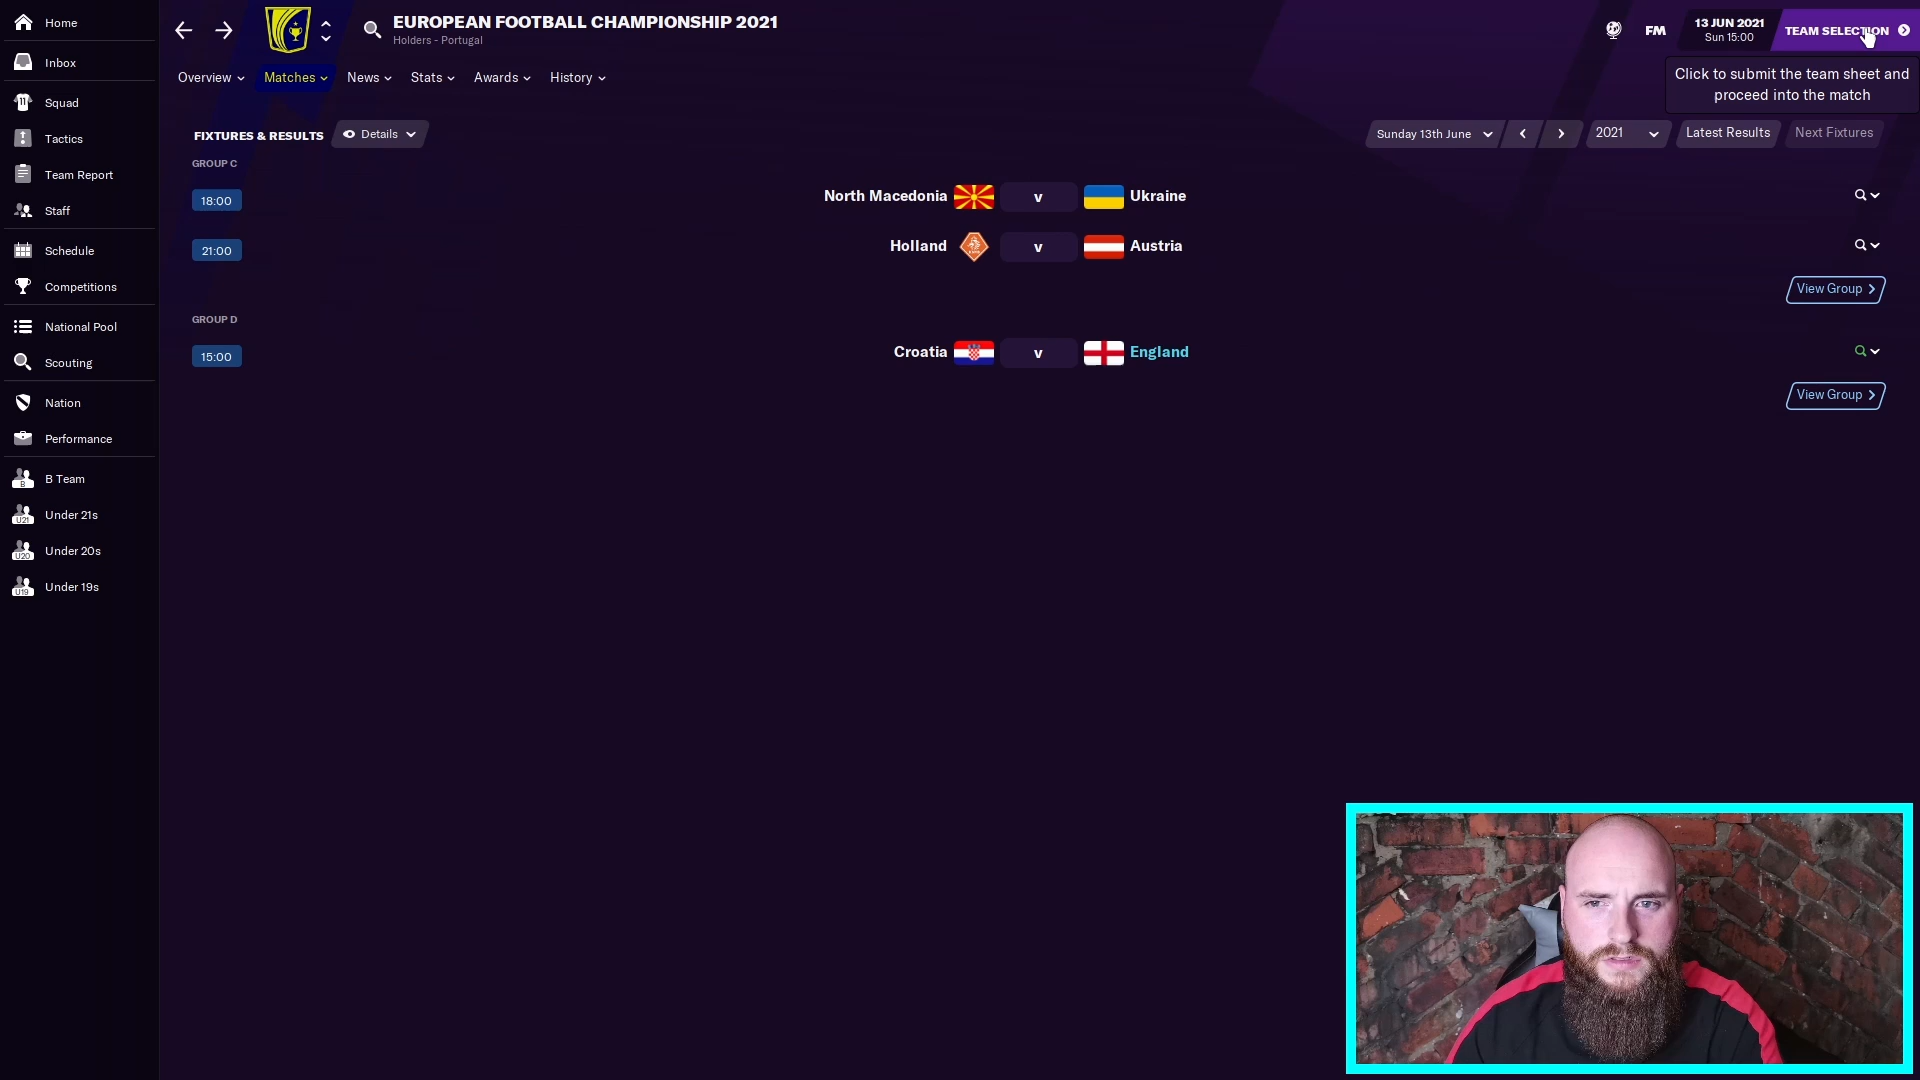 Home
Inbox
Squad
Tactics
Team Report
Staff
Schedule
Competitions
National Pool
Scouting
Nation
Performance
B
B Team
U21
Under 21s
U20
Under 20s
U19
Under 19s
EUROPEAN FOOTBALL CHAMPIONSHIP 2021
Holders - Portugal
FM
13 JUN 2021
Sun 15:00
TEAM SELECTION
Click to submit the team sheet and
proceed into the match
Overview
Matches
News
Stats
Awards
History
FIXTURES & RESULTS
Details
Sunday 13th June
2021
Latest Results
Next Fixtures
GROUP C
18:00
North Macedonia v Ukraine
21:00
Holland v Austria
View Group
GROUP D
15:00
Croatia v England
View Group